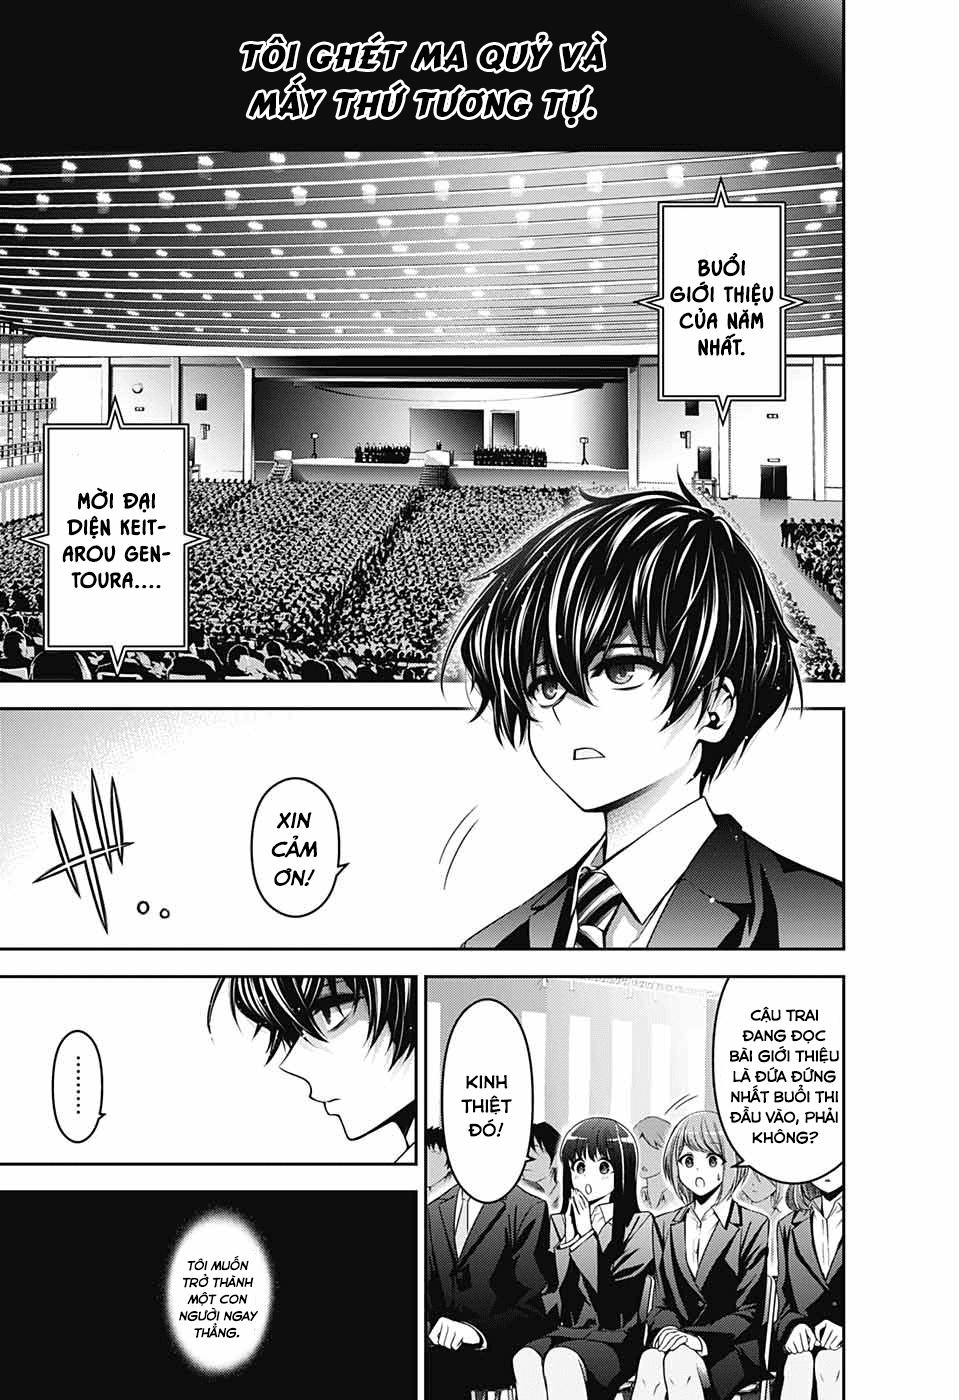 TÔI GHÉT MA QUỶ VÀ
MẤY THỨ TƯƠNG TỰ.
BUỔI
GIỚI THIỆU
CỦA NĂM
NHẤT.
MỜI ĐẠI
DIỆN KEIT-
AROU GEN-
TOURA....
XIN
CẢM
ƠN!
CẬU TRAI
ĐANG ĐỌC
BÀI GIỚI THIỆU
LÀ ĐỨA ĐỨNG
NHẤT BUỔI THI
ĐẦU VÀO, PHẢI
KHÔNG?
KINH
THIỆT
ĐÓ!
.........
TÔI MUỐN
TRỞ THÀNH
MỘT CON
NGƯỜI NGAY
THẲNG.